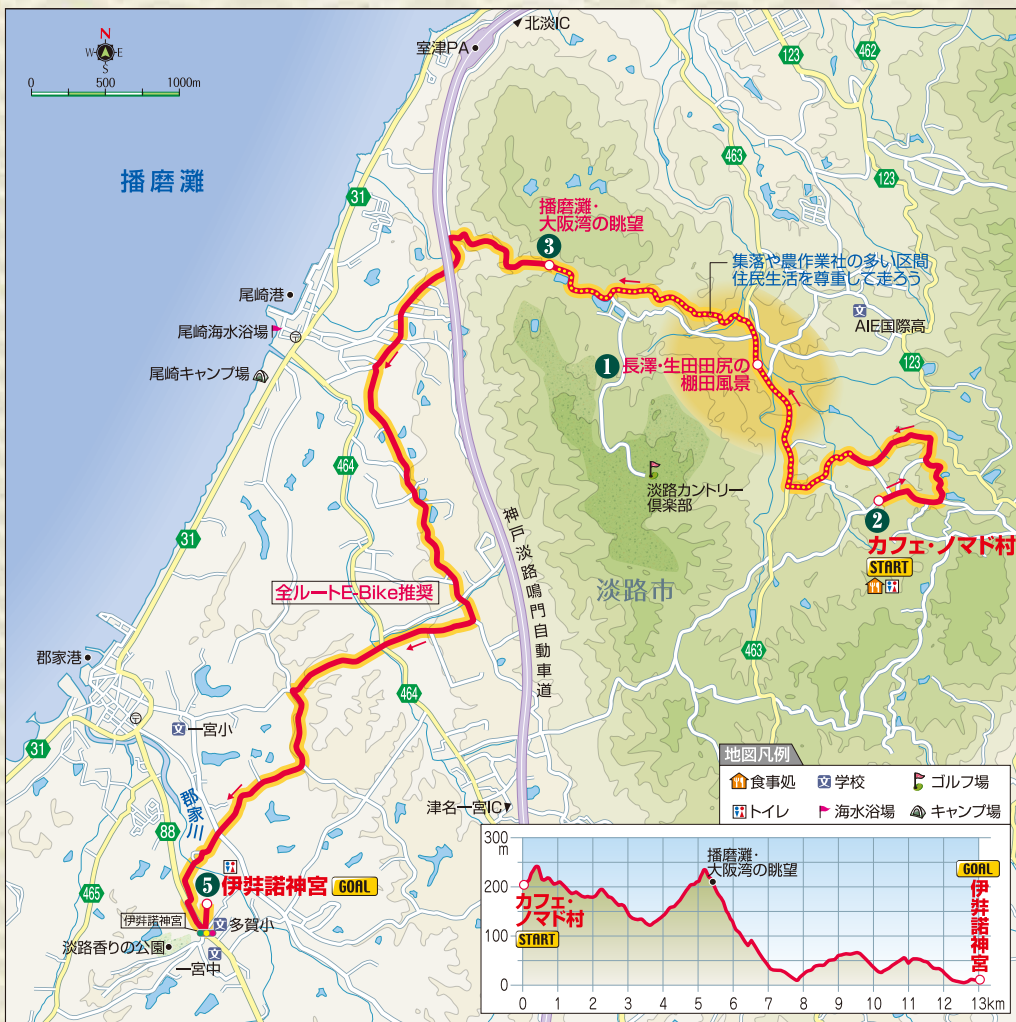 N
W E
S
0 500 1000m
北淡IC
室津PA
123
462
463
123
播磨灘
31
播磨灘・
大阪湾の眺望
3
集落や農作業社の多い区間
住民生活を尊重して走ろう
文
AIE国際高
尾崎港
尾崎海水浴場
尾崎キャンプ場
1
長澤・生田田尻の
棚田風景
123
464
淡路カントリー
倶楽部
2
カフェ・ノマド村
START
31
神戸淡路鳴門自動車道
淡路市
全ルートE-Bike推奨
463
郡家港
464
文 一宮小
31
郡家川
88
津名一宮IC
465
5
伊弉諾神宮
GOAL
伊弉諾神宮
文 多賀小
淡路香りの公園
文
一宮中
地図凡例
食事処
文 学校
ゴルフ場
トイレ
海水浴場
キャンプ場
300
m
200
100
0
播磨灘・
大阪湾の眺望
カフェ・
ノマド村
START
GOAL
伊弉諾神宮
0 1 2 3 4 5 6 7 8 9 10 11 12 13km